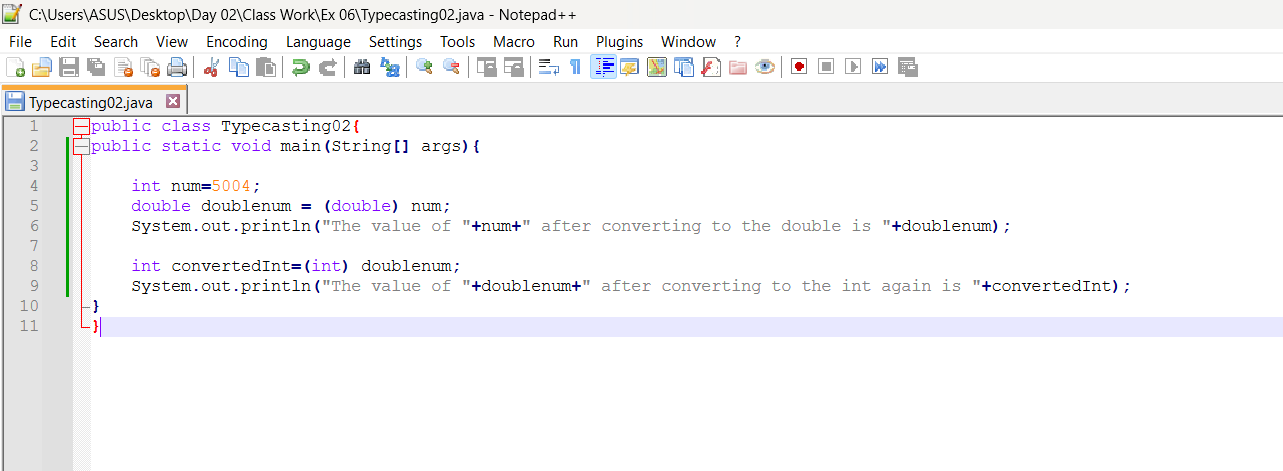 C:\Users\ASUS\Desktop\Day 02\Class Work\Ex 06\Typecasting02.java - Notepad++
File Edit Search View Encoding Language Settings Tools Macro Run Plugins Window ?
Typecasting02.java
1 public class Typecasting02{
2 public static void main(String[] args){
3
4 int num=5004;
5 double doublenum = (double) num;
6 System.out.println("The value of "+num+" after converting to the double is "+doublenum);
7
8 int convertedInt=(int) doublenum;
9 System.out.println("The value of "+doublenum+" after converting to the int again is "+convertedInt);
10 }
11 }